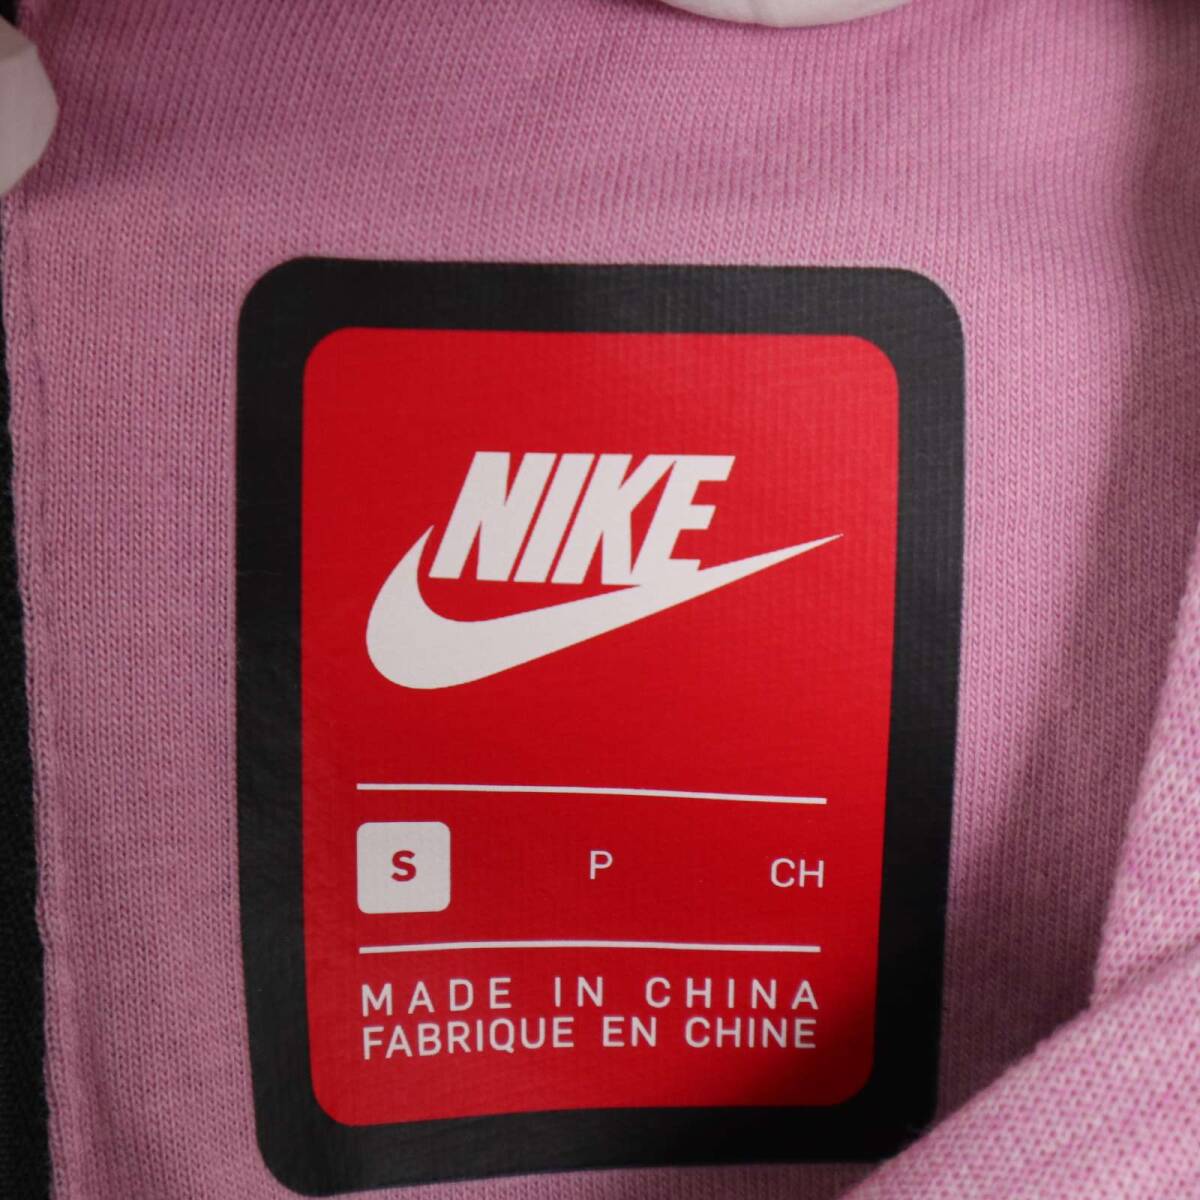 NIKE
S P CH
MADE IN CHINA
FABRIQUE EN CHINE